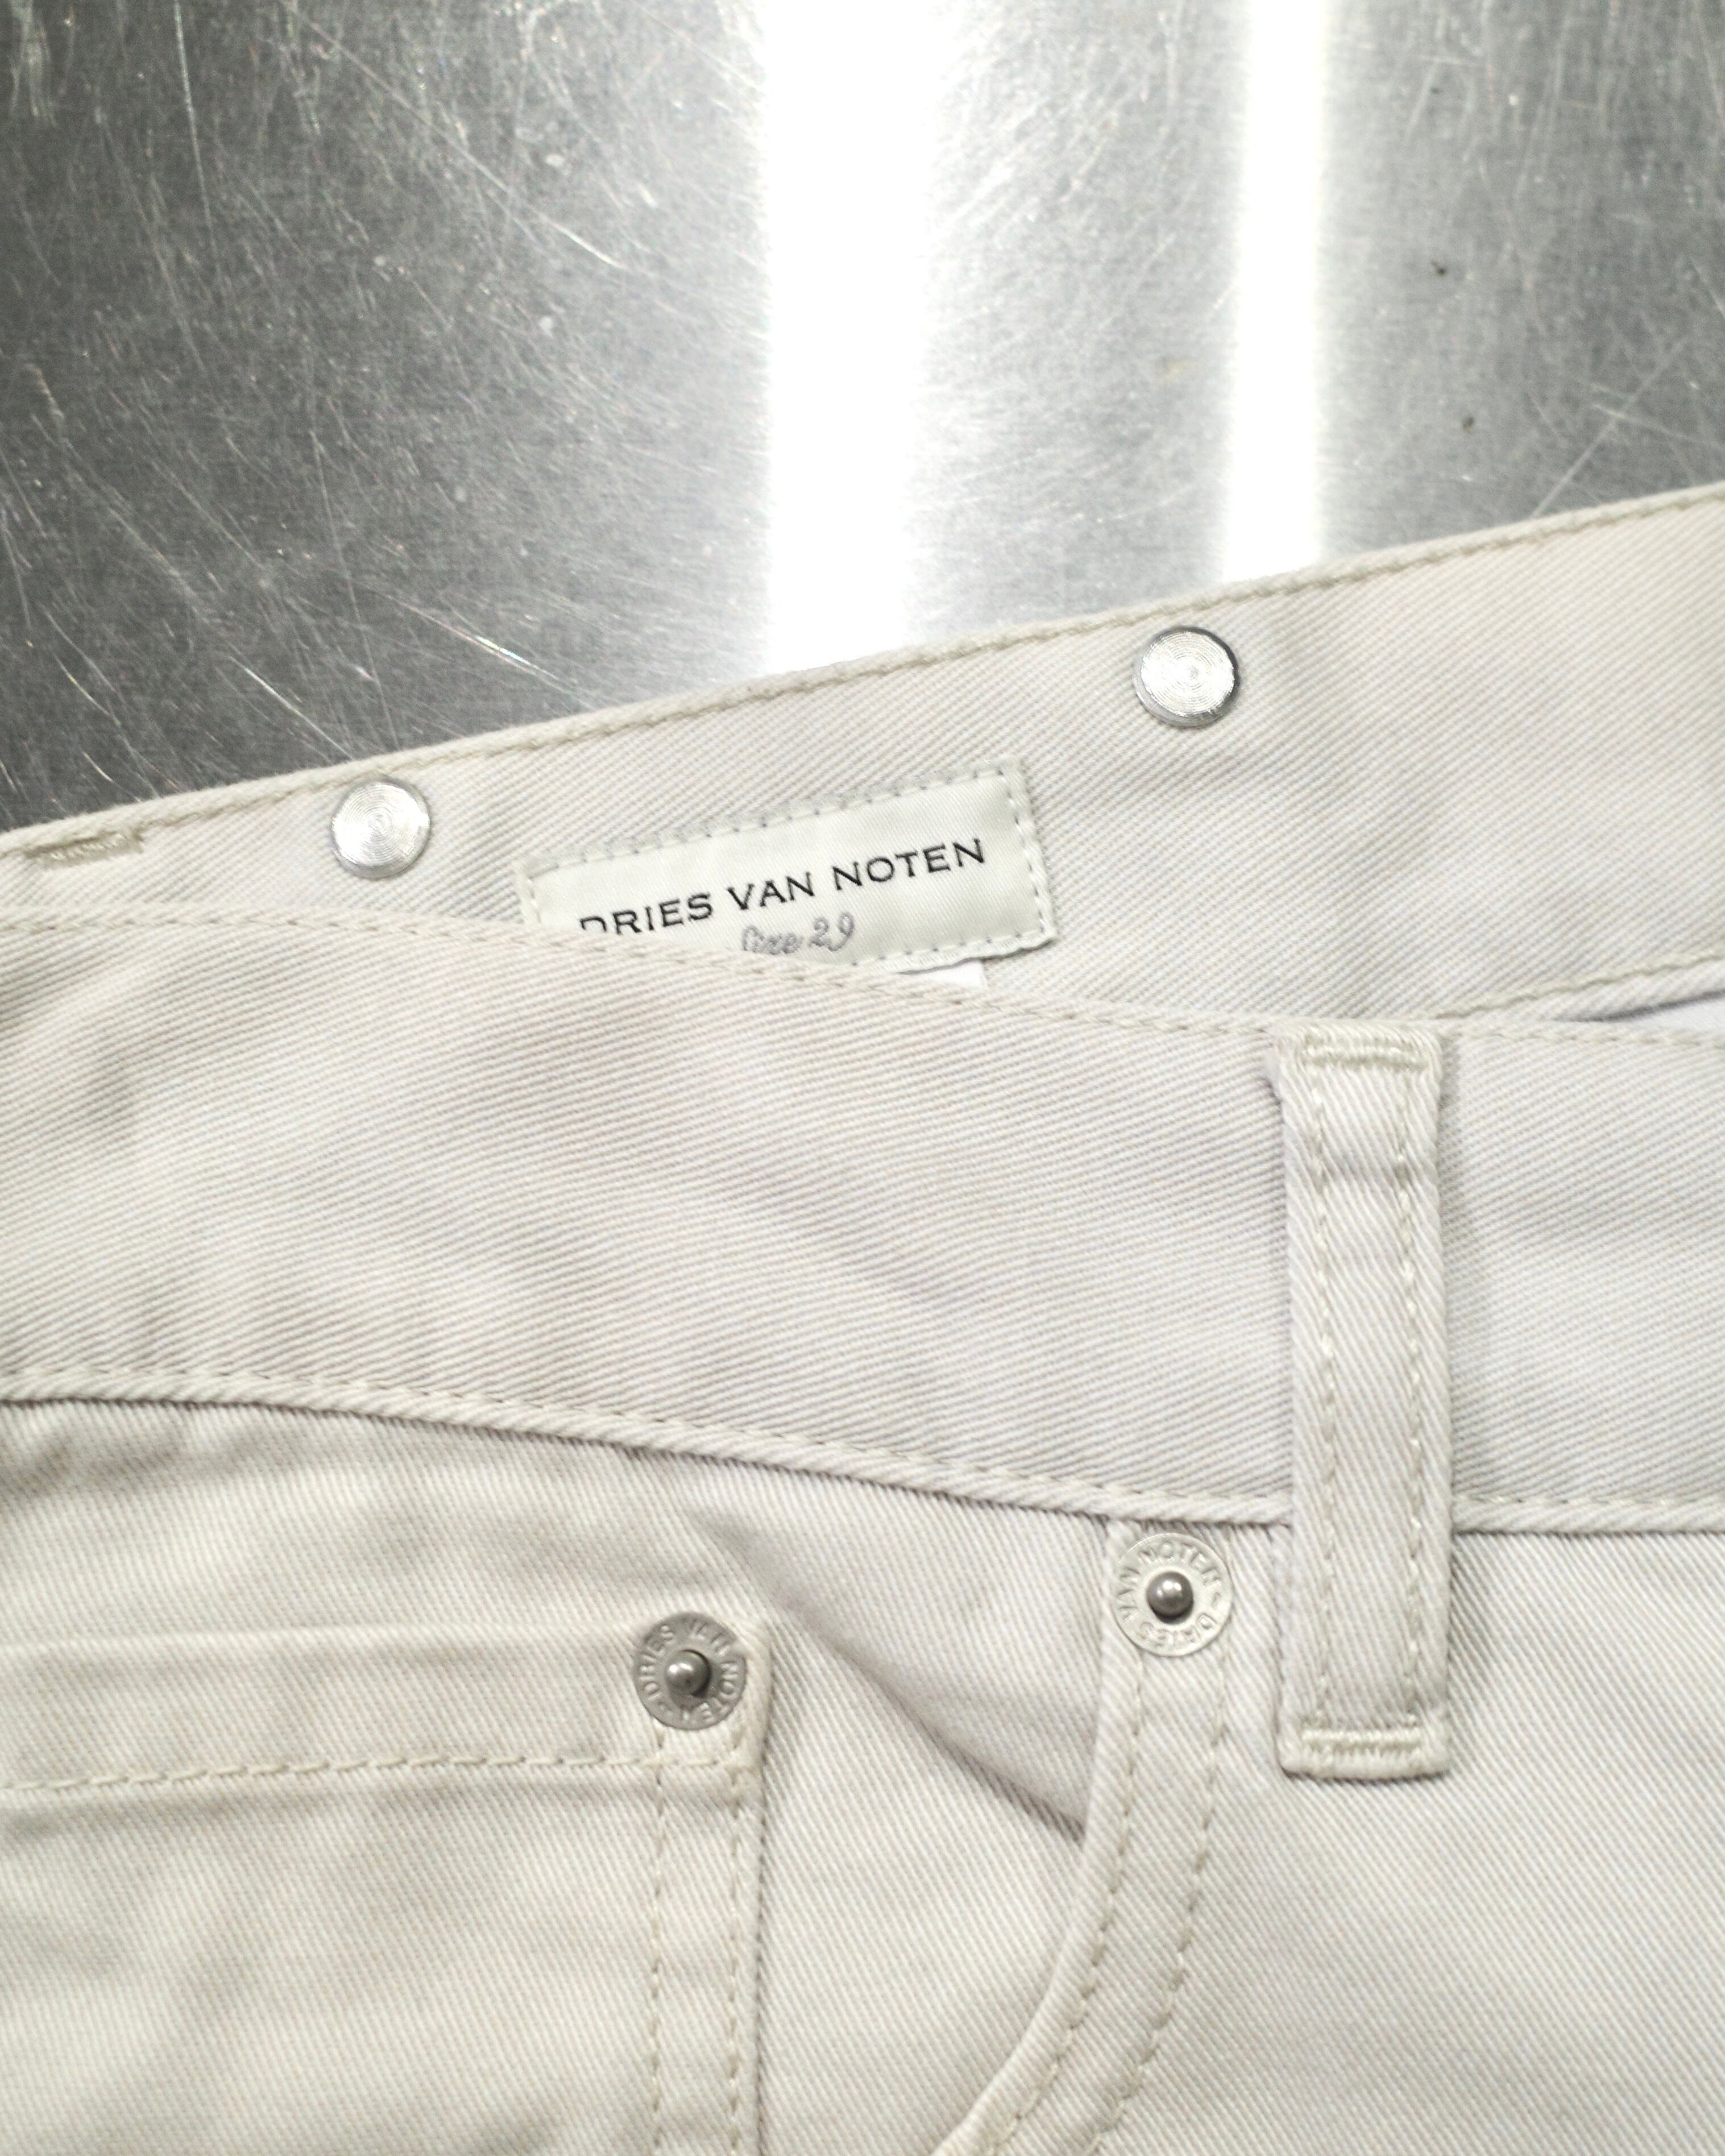 DRIES VAN NOTEN
Size 29
DRIES VAN NOTEN
DRIES VAN NOTEN